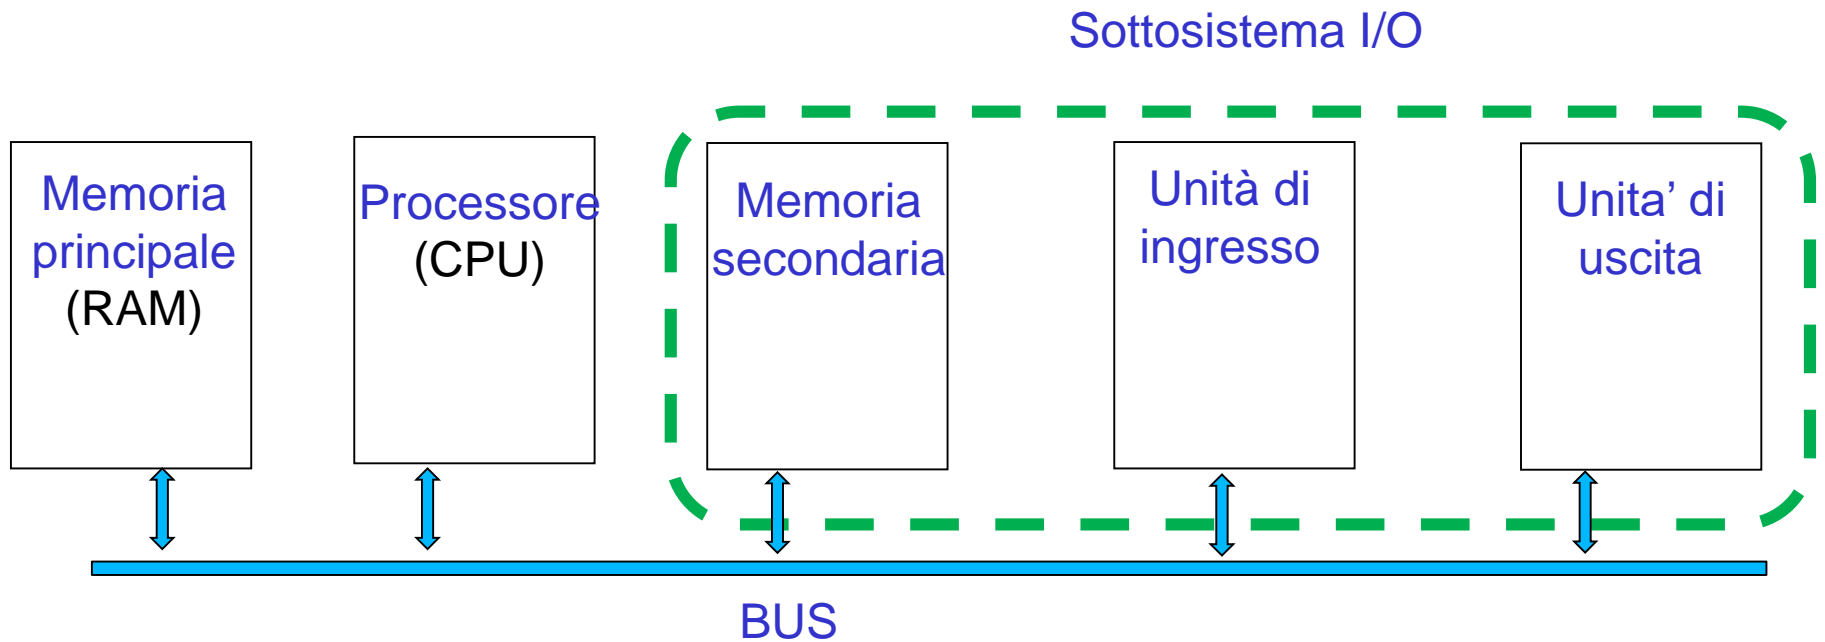 Sottosistema I/O
Memoria
principale
(RAM)
Processore
(CPU)
Memoria
secondaria
Unità di
ingresso
Unita’ di
uscita
BUS